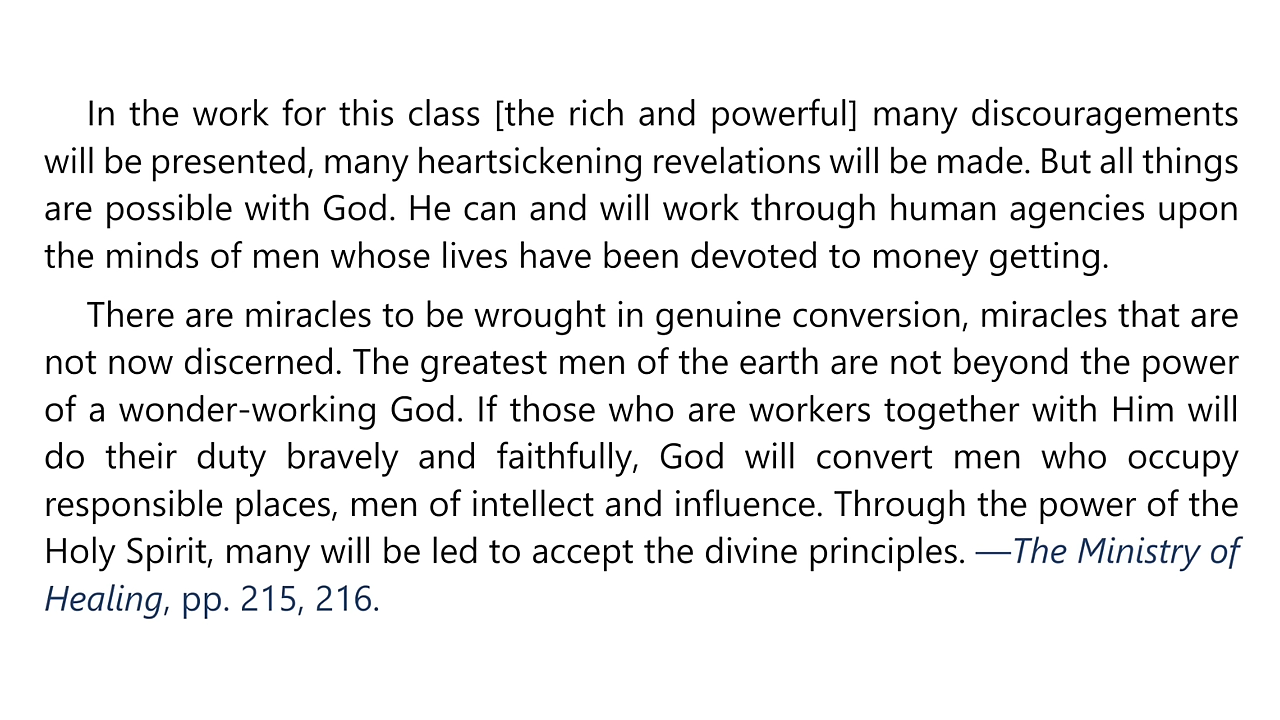 In the work for this class [the rich and powerful] many discouragements
will be presented, many heartsickening revelations will be made. But all things
are possible with God. He can and will work through human agencies upon
the minds of men whose lives have been devoted to money getting.
There are miracles to be wrought in genuine conversion, miracles that are
not now discerned. The greatest men of the earth are not beyond the power
of a wonder-working God. If those who are workers together with Him will
do their duty bravely and faithfully, God will convert men who occupy
responsible places, men of intellect and influence. Through the power of the
Holy Spirit, many will be led to accept the divine principles. —The Ministry of
Healing, pp. 215, 216.